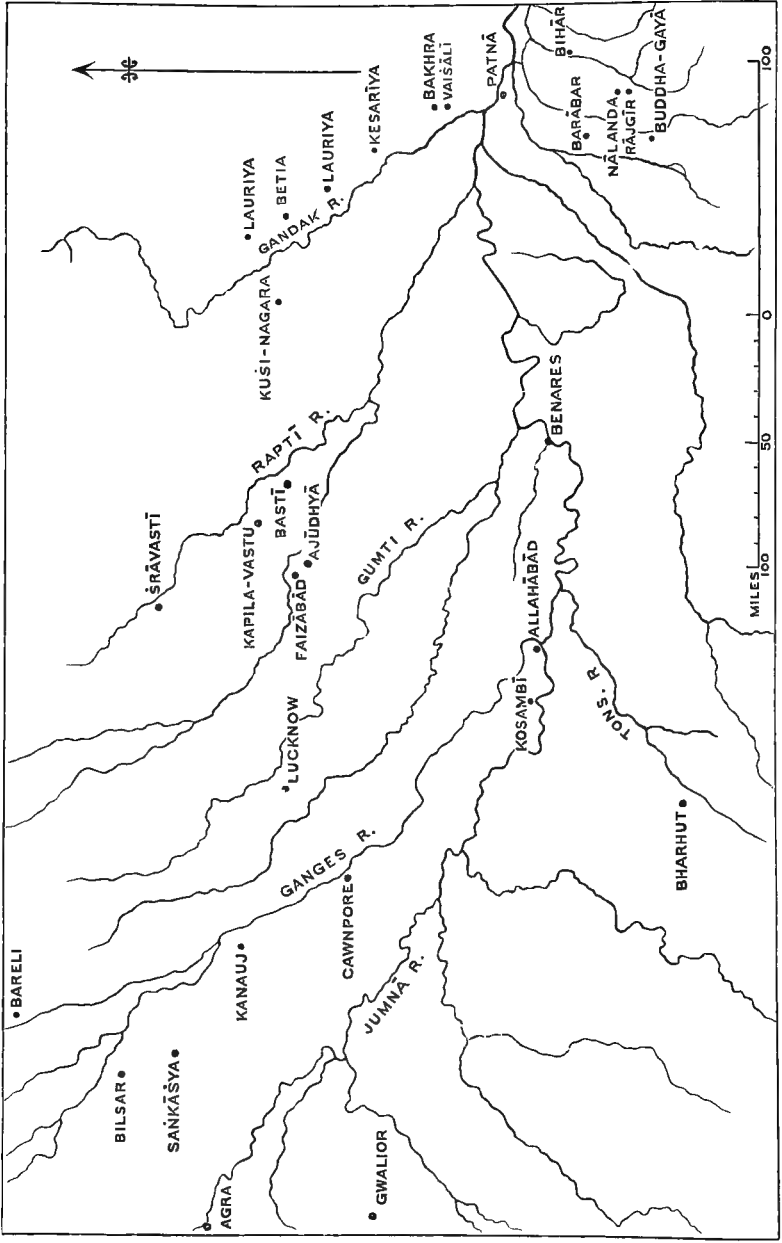 BARELI
BILSAR
ŚRĀVASTĪ
SAṄKĀŚYA
AGRA
KANAUJ
KAPILA-VASTU
LAURIYA
KUŚI-NAGARA
RAPTĪ R.
BASTĪ
BETIA
GANDAK R.
LUCKNOW
FAIZĀBĀD
AJŪDHYĀ
LAURIYA
GANGES R.
CAWNPORE
GWALIOR
KESARĪYA
GUMTI R.
JUMNĀ R.
BAKHRA
VAIŚĀLĪ
PATNĀ
KOSAMBĪ
ALLAHĀBĀD
BENARES
BIHĀR
BARĀBAR
TONS. R
NĀLANDA
RĀJGĪR
BUDDHA-GAYĀ
BHARHUT
MILES
100 50 0 100